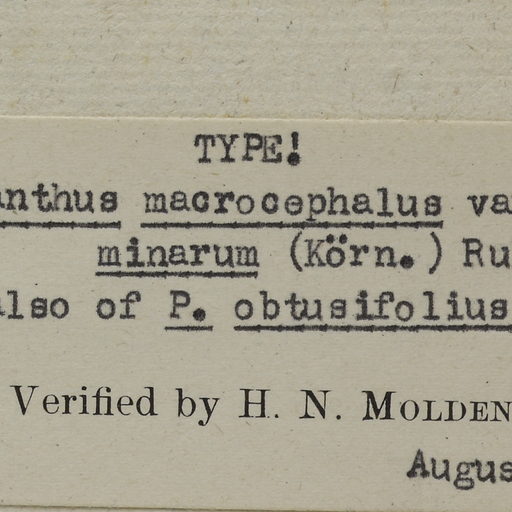 TYPE!
anthus macrocephalus va
minarum (Körn.) Ru
also of P. obtusifolius
Verified by H. N. MOLDEN
Augus